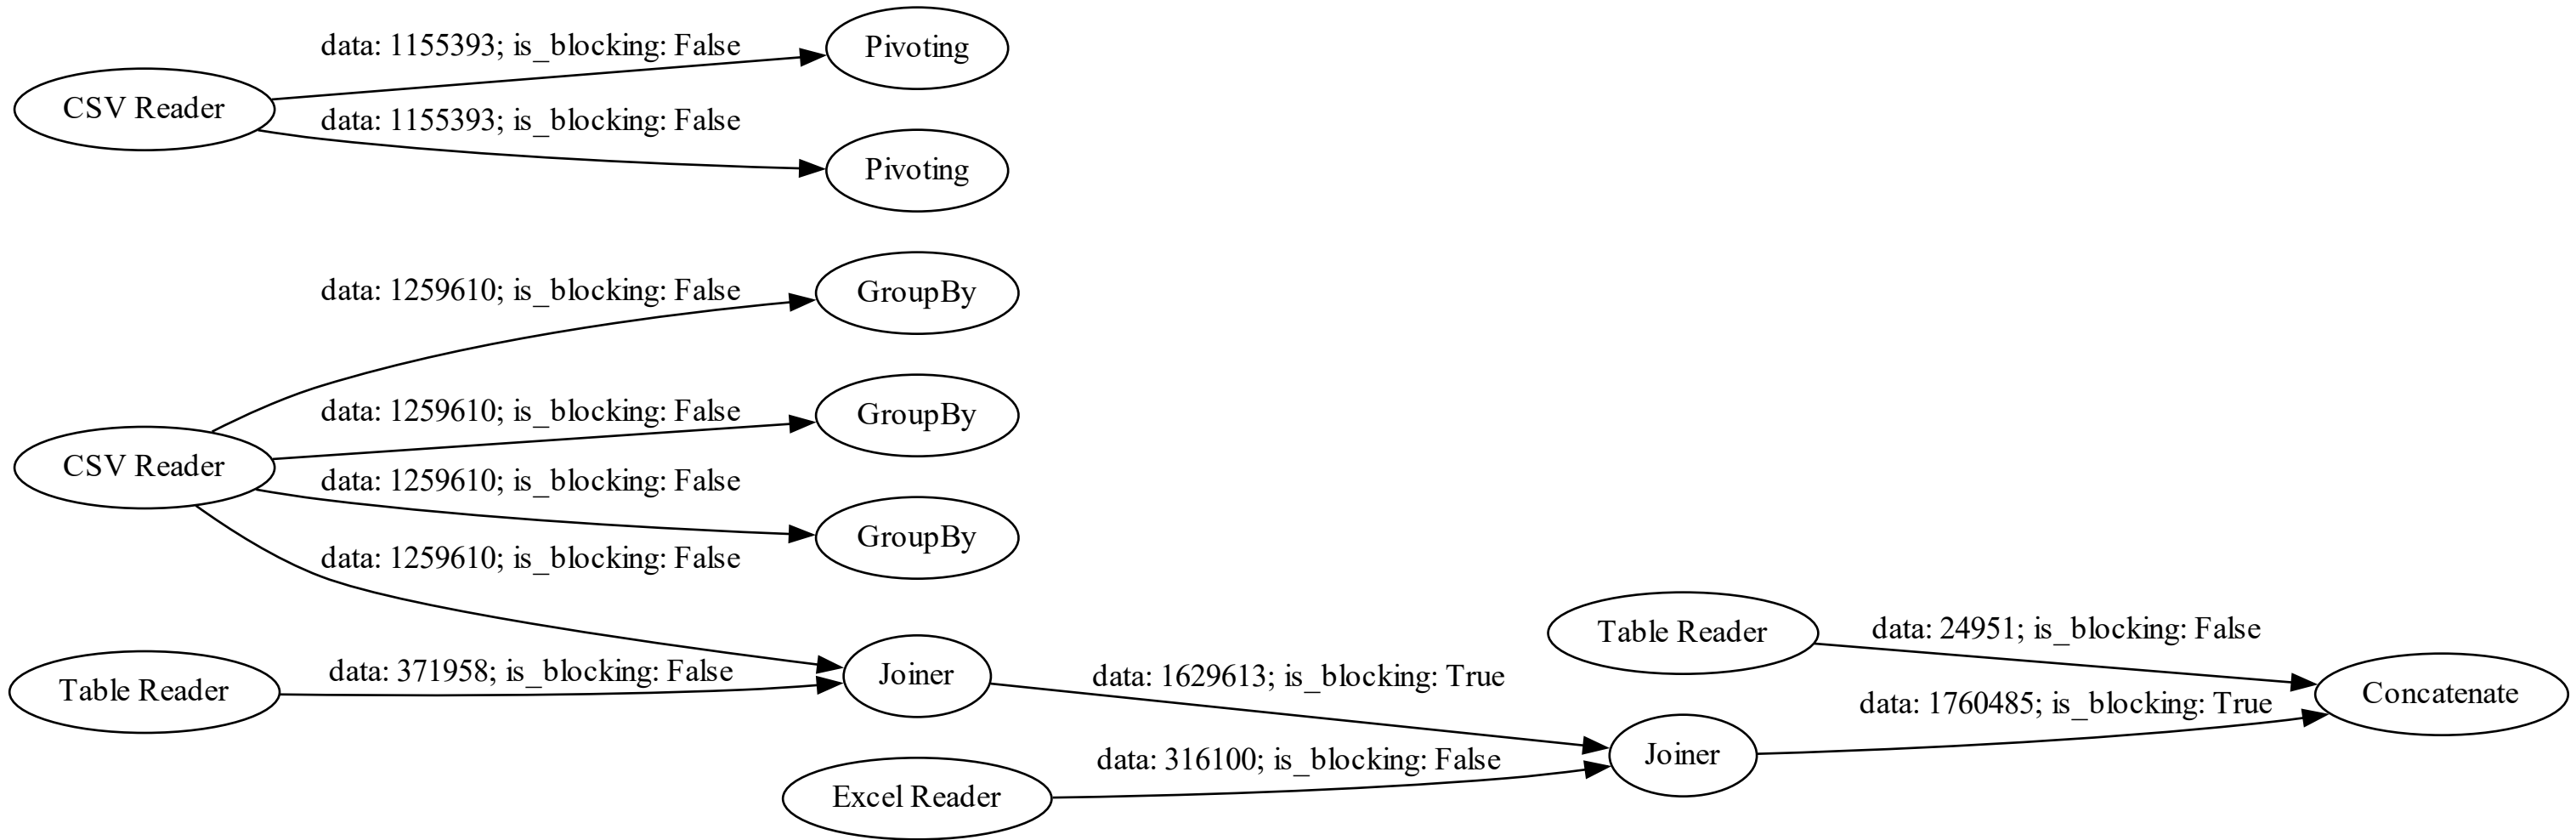 Pivoting
data: 1155393; is_blocking: False
CSV Reader
data: 1155393; is_blocking: False
Pivoting
data: 1259610; is_blocking: False
GroupBy
data: 1259610; is_blocking: False
GroupBy
CSV Reader
data: 1259610; is_blocking: False
GroupBy
data: 1259610; is_blocking: False
Table Reader
data: 371958; is_blocking: False
Joiner
data: 1629613; is_blocking: True
Table Reader
data: 24951; is_blocking: False
Concatenate
data: 1760485; is_blocking: True
Joiner
data: 316100; is_blocking: False
Excel Reader